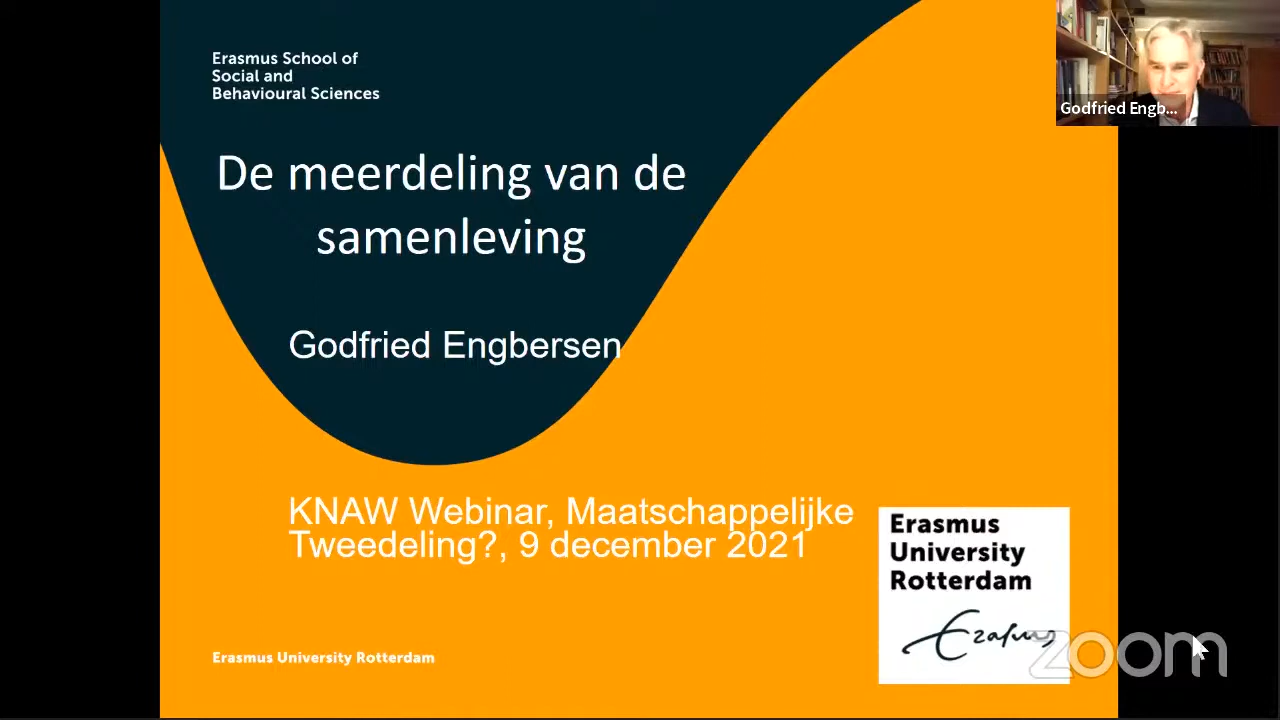 Erasmus School of
Social and
Behavioural Sciences
Godfried Engb...
De meerdeling van de
samenleving
Godfried Engbersen
KNAW Webinar, Maatschappelijke
Tweedeling?, 9 december 2021
Erasmus
University
Rotterdam
Erasmus
zoom
Erasmus University Rotterdam